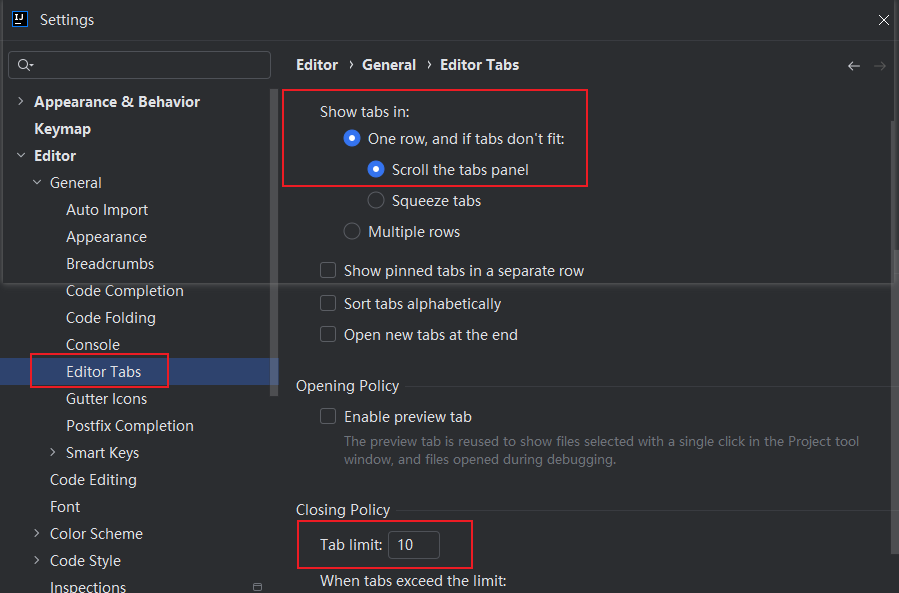 Settings
Appearance & Behavior
Keymap
Editor
General
Auto Import
Appearance
Breadcrumbs
Code Completion
Code Folding
Console
Editor Tabs
Gutter Icons
Postfix Completion
Smart Keys
Code Editing
Font
Color Scheme
Code Style
Inspections
Editor › General › Editor Tabs
Show tabs in:
One row, and if tabs don't fit:
Scroll the tabs panel
Squeeze tabs
Multiple rows
Show pinned tabs in a separate row
Sort tabs alphabetically
Open new tabs at the end
Opening Policy
Enable preview tab
The preview tab is reused to show files selected with a single click in the Project tool
window, and files opened during debugging.
Closing Policy
Tab limit: 10
When tabs exceed the limit: